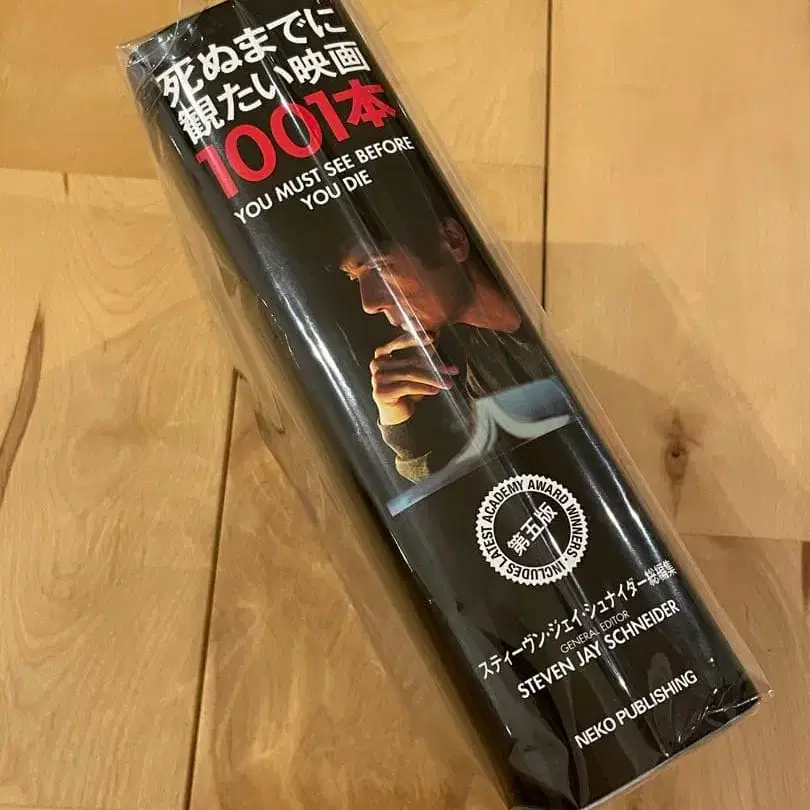 死ぬまでに
観たい映画
1001本
YOU MUST SEE BEFORE
YOU DIE
INCLUDES LATEST ACADEMY AWARD WINNERS
第五版
スティーヴン・ジェイ・シュナイダー総編集
GENERAL EDITOR
STEVEN JAY SCHNEIDER
NEKO PUBLISHING